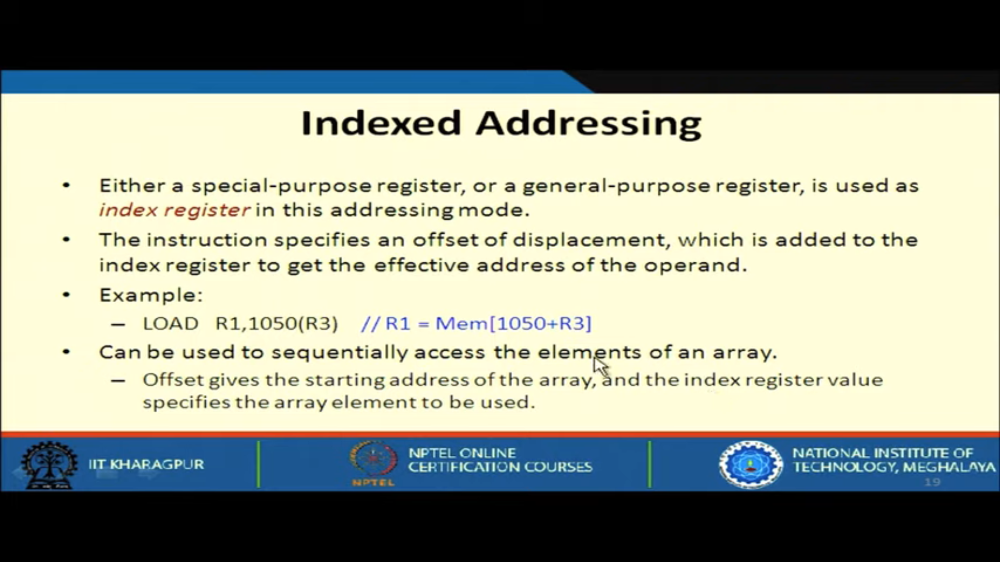 Indexed Addressing
• Either a special-purpose register, or a general-purpose register, is used as
index register in this addressing mode.
• The instruction specifies an offset of displacement, which is added to the
index register to get the effective address of the operand.
• Example:
– LOAD R1,1050(R3) // R1 = Mem[1050+R3]
• Can be used to sequentially access the elements of an array.
– Offset gives the starting address of the array, and the index register value
specifies the array element to be used.
IIT KHARAGPUR
NPTEL
NPTEL ONLINE
CERTIFICATION COURSES
NATIONAL INSTITUTE OF
TECHNOLOGY, MEGHALAYA
19